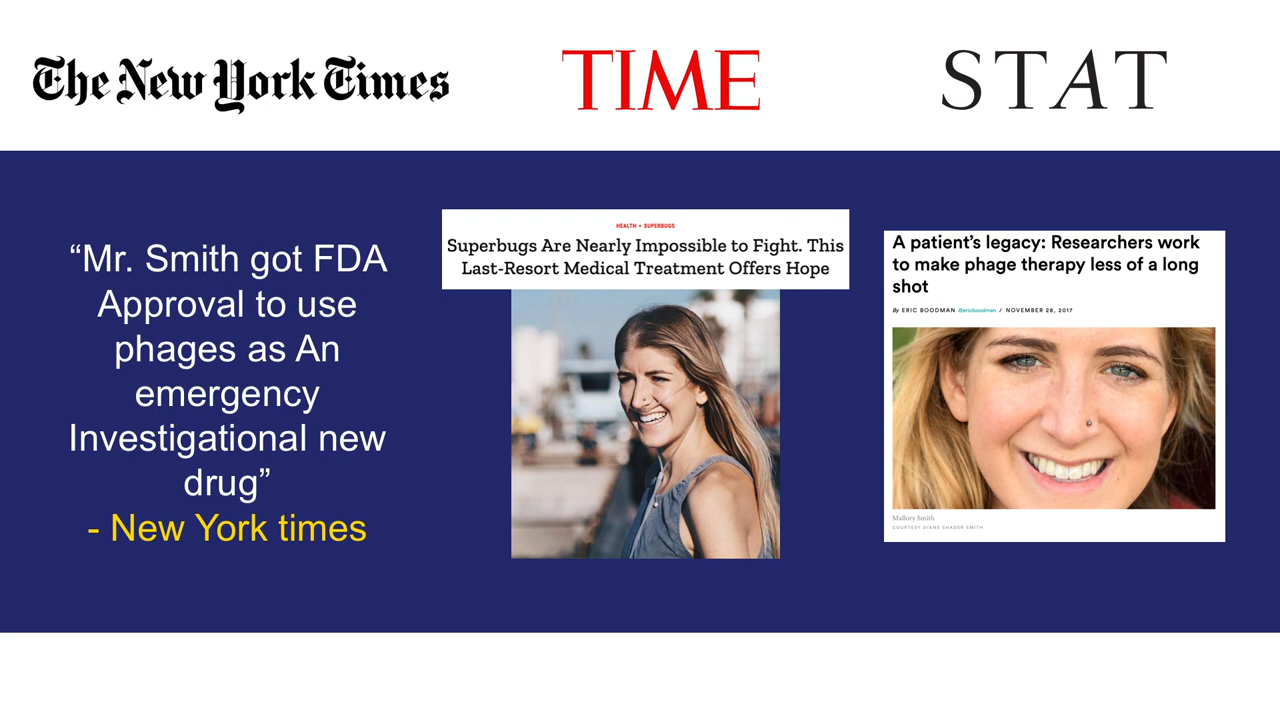 The New York Times
TIME
STAT
“Mr. Smith got FDA
Approval to use
phages as An
emergency
Investigational new
drug”
- New York times
HEALTH • SUPERBUGS
Superbugs Are Nearly Impossible to Fight. This
Last-Resort Medical Treatment Offers Hope
A patient’s legacy: Researchers work
to make phage therapy less of a long
shot
By ERIC BOODMAN @ericboodman / NOVEMBER 28, 2017
Mallory Smith
COURTESY DIANE SHADER SMITH